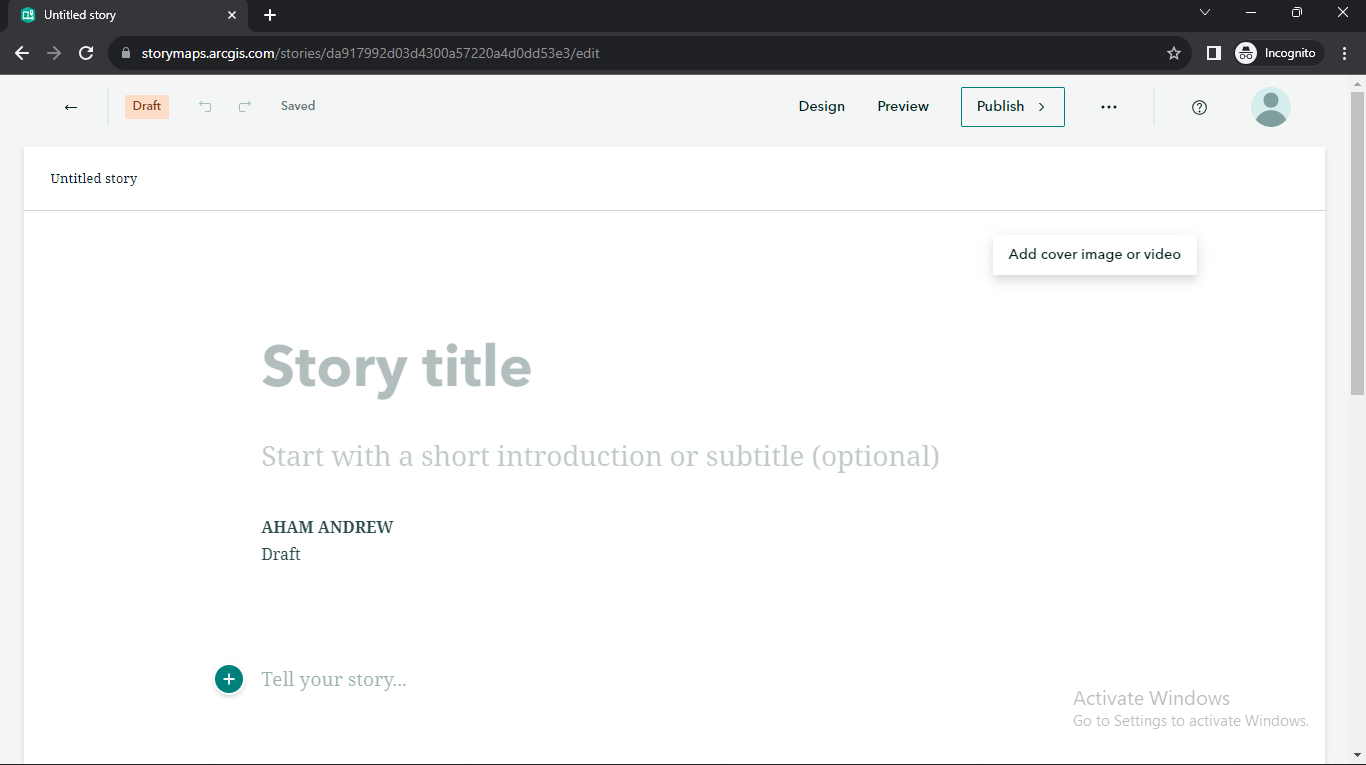 Untitled story
storymaps.arcgis.com/stories/da917992d03d4300a57220a4d0dd53e3/edit
Incognito
Draft
Saved
Design
Preview
Publish
Untitled story
Add cover image or video
Story title
Start with a short introduction or subtitle (optional)
AHAM ANDREW
Draft
Tell your story...
Activate Windows
Go to Settings to activate Windows.